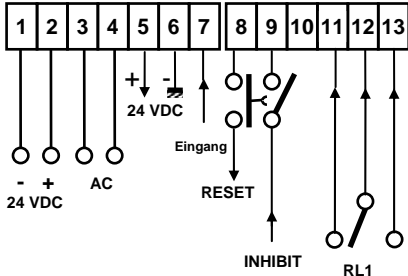 1 2 3 4 5 6 7 8 9 10 11 12 13
+ -
24 VDC
Eingang
- + AC
24 VDC
RESET
INHIBIT
RL1